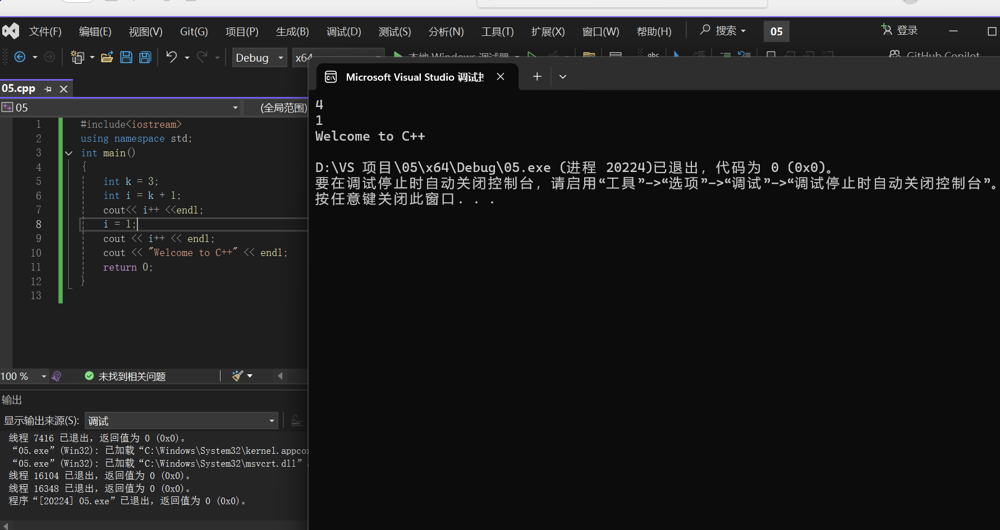 文件(F) 编辑(E) 视图(V) Git(G) 项目(P) 生成(B) 调试(D) 测试(S) 分析(N) 工具(T) 扩展(X) 窗口(W) 帮助(H) 搜索 05 登录
Debug x64 本地 Windows 调试器 GitHub Copilot
Microsoft Visual Studio 调试控
05.cpp
05 (全局范围)
1 #include<iostream>
2 using namespace std;
3 int main()
4 {
5 int k = 3;
6 int i = k + 1;
7 cout<< i++ <<endl;
8 i = 1;
9 cout << i++ << endl;
10 cout << "Welcome to C++" << endl;
11 return 0;
12 }
13
4
1
Welcome to C++
D:\VS 项目\05\x64\Debug\05.exe (进程 20224)已退出，代码为 0 (0x0)。
要在调试停止时自动关闭控制台，请启用“工具”->“选项”->“调试”->“调试停止时自动关闭控制台”。
按任意键关闭此窗口. . .
100 % 未找到相关问题
输出
显示输出来源(S): 调试
线程 7416 已退出，返回值为 0 (0x0)。
“05.exe”(Win32): 已加载“C:\Windows\System32\kernel.appcor
“05.exe”(Win32): 已加载“C:\Windows\System32\msvcrt.dll”
线程 16104 已退出，返回值为 0 (0x0)。
线程 16348 已退出，返回值为 0 (0x0)。
程序“[20224] 05.exe”已退出，返回值为 0 (0x0)。